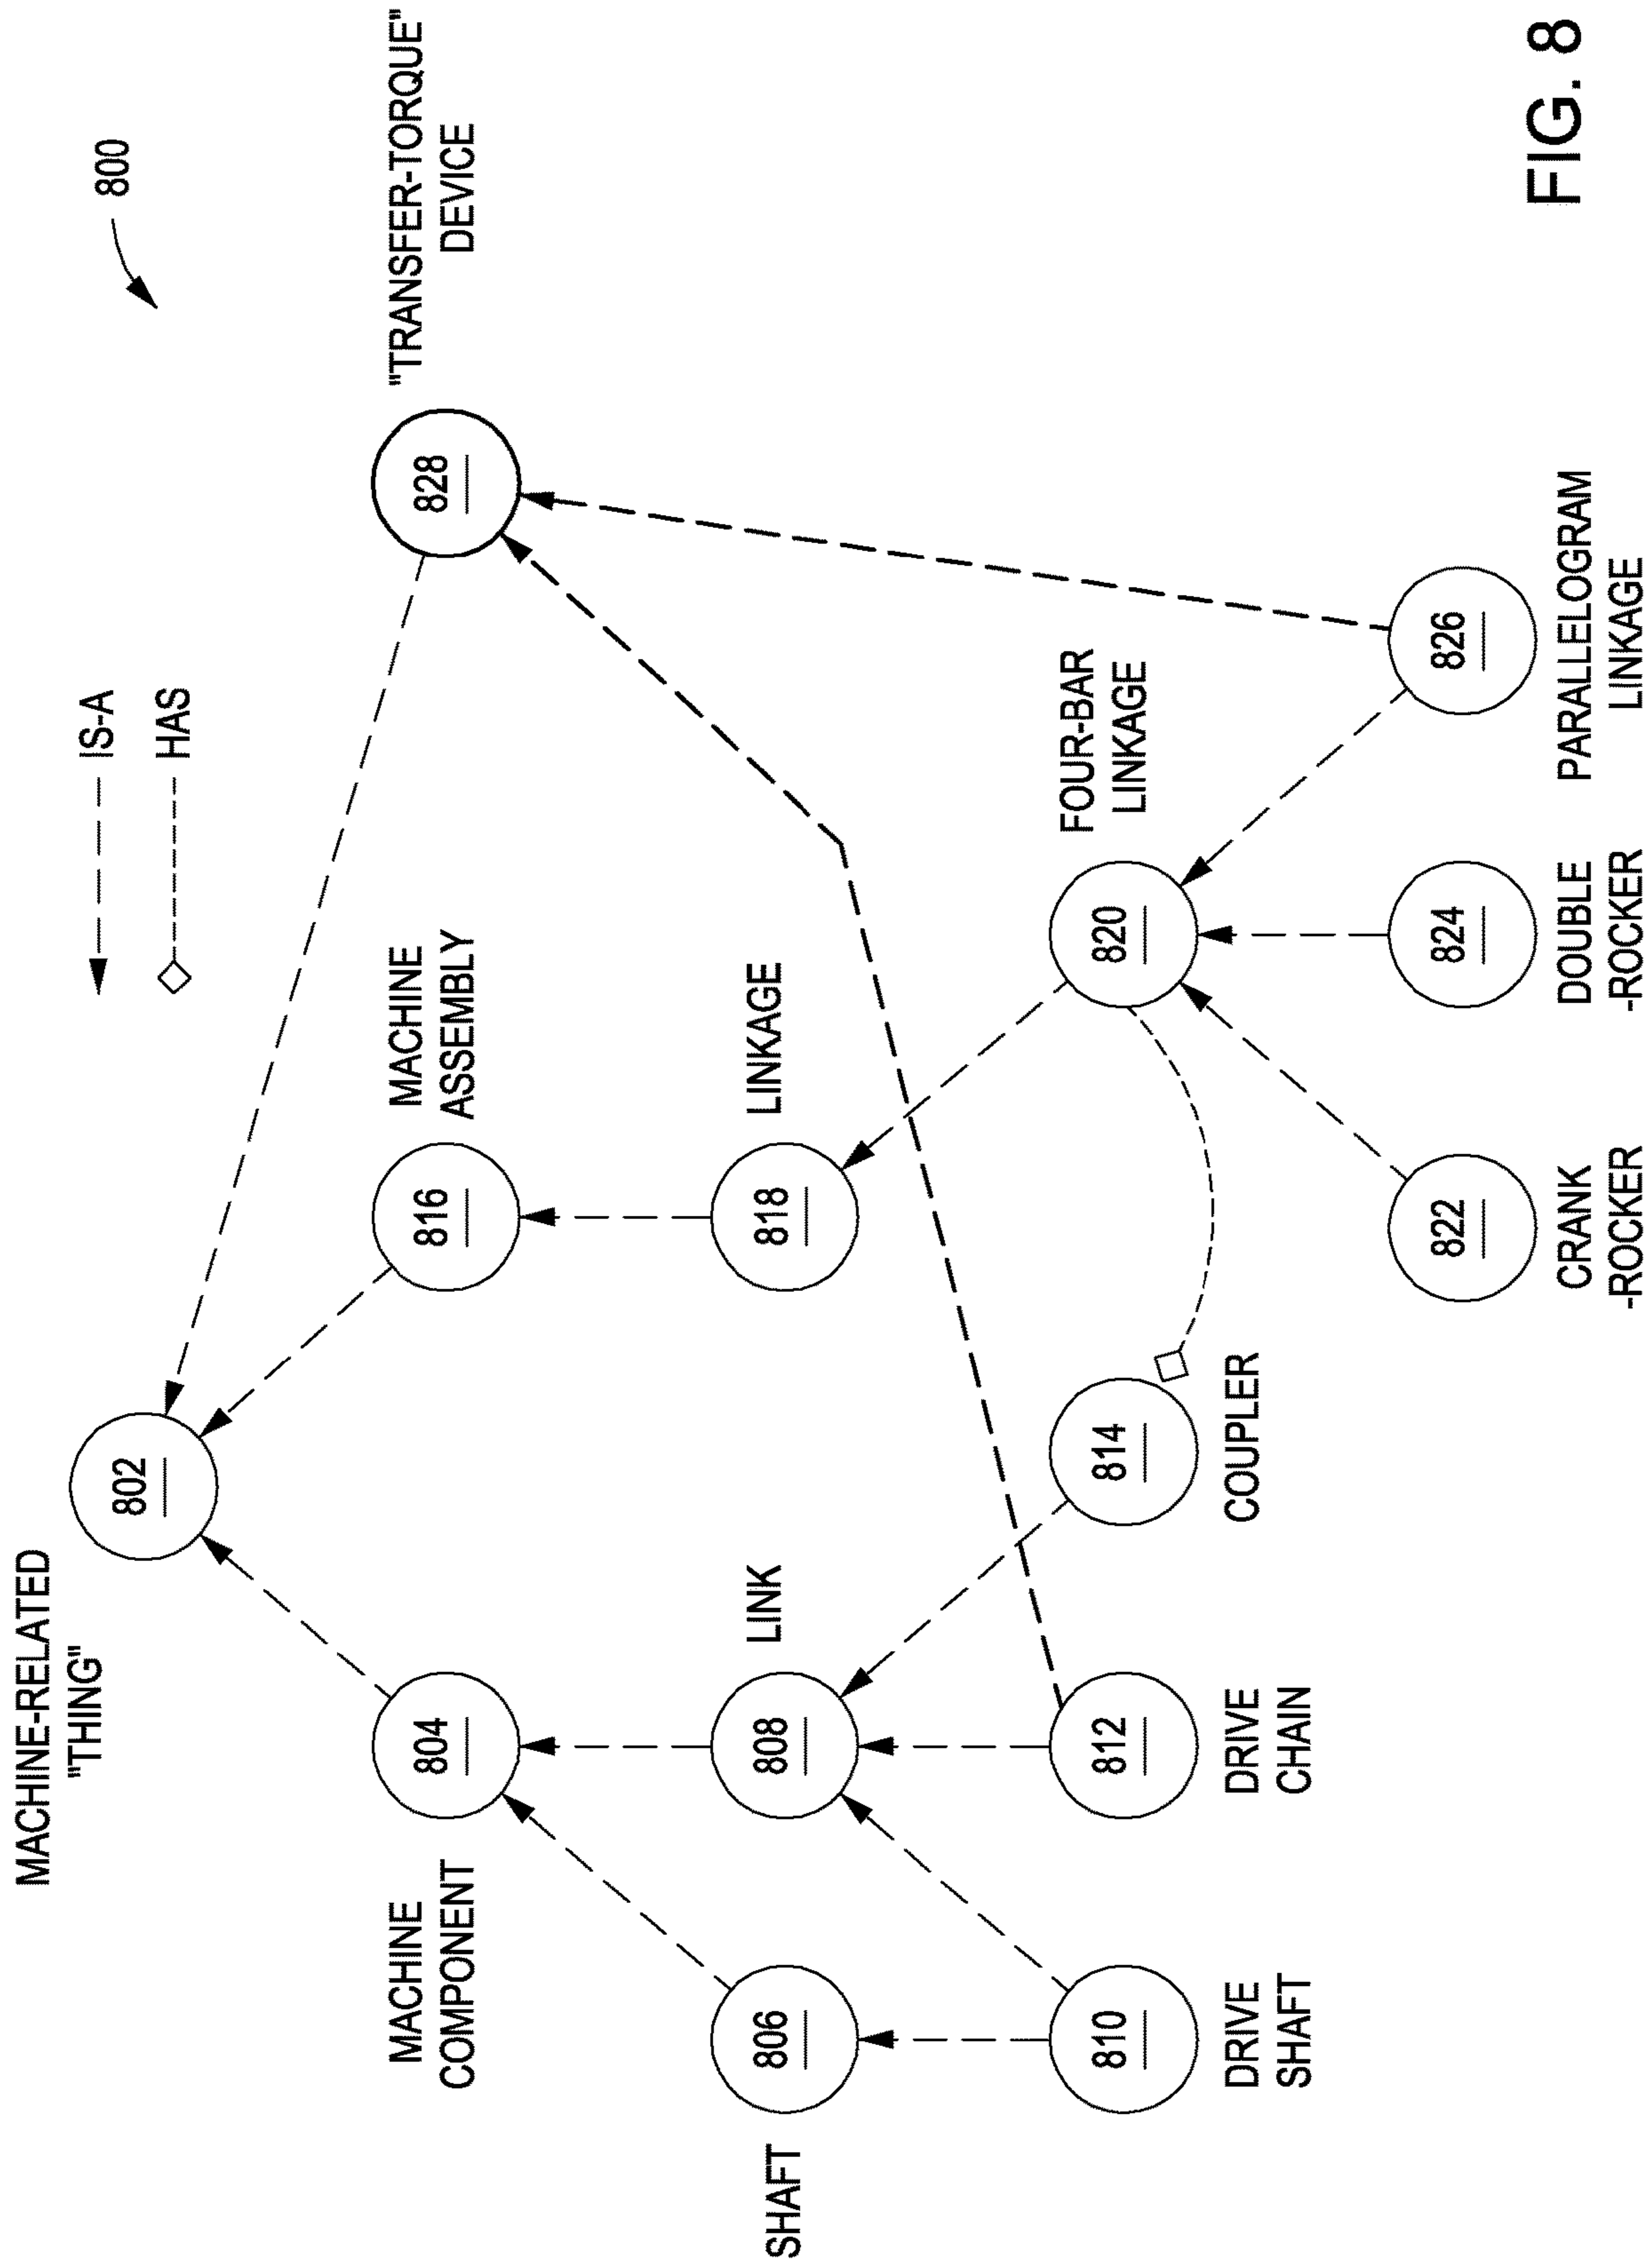 800
IS-A
HAS
MACHINE-RELATED
"THING"
802
MACHINE
COMPONENT
804
816
MACHINE
ASSEMBLY
828
"TRANSFER-TORQUE"
DEVICE
SHAFT
806
808
LINK
818
LINKAGE
810
DRIVE
SHAFT
812
DRIVE
CHAIN
814
COUPLER
820
FOUR-BAR
LINKAGE
822
CRANK
-ROCKER
824
DOUBLE
-ROCKER
826
PARALLELOGRAM
LINKAGE
FIG. 8